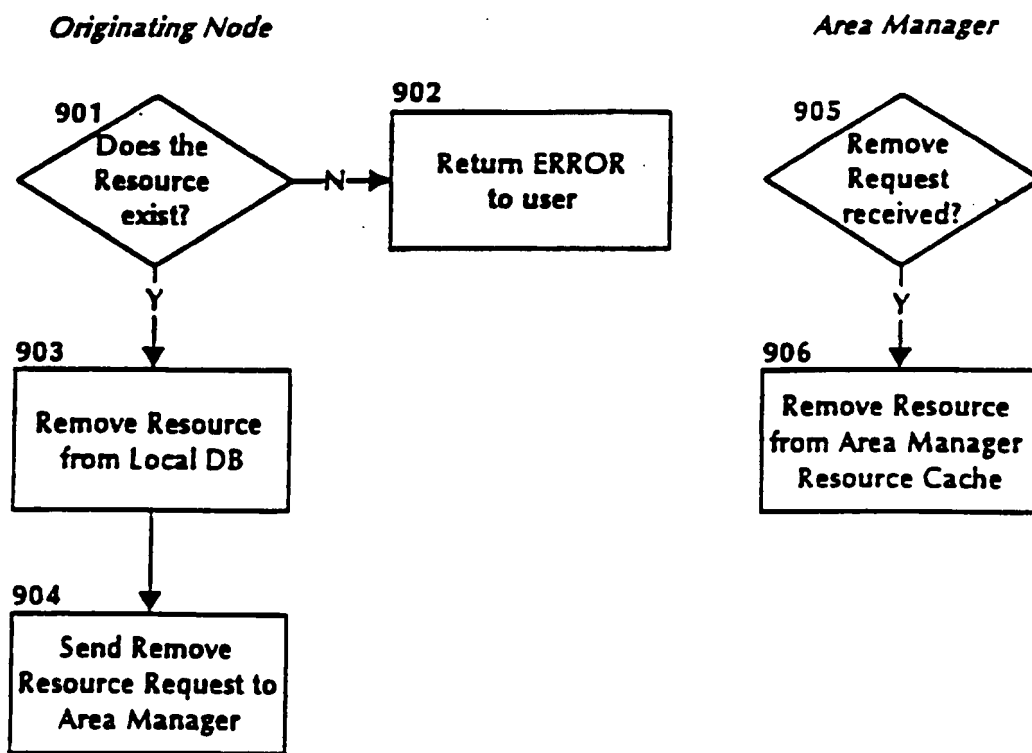 Originating Node
901
Does the
Resource
exist?
N
902
Return ERROR
to user
Y
903
Remove Resource
from Local DB
904
Send Remove
Resource Request to
Area Manager
Area Manager
905
Remove
Request
received?
Y
906
Remove Resource
from Area Manager
Resource Cache